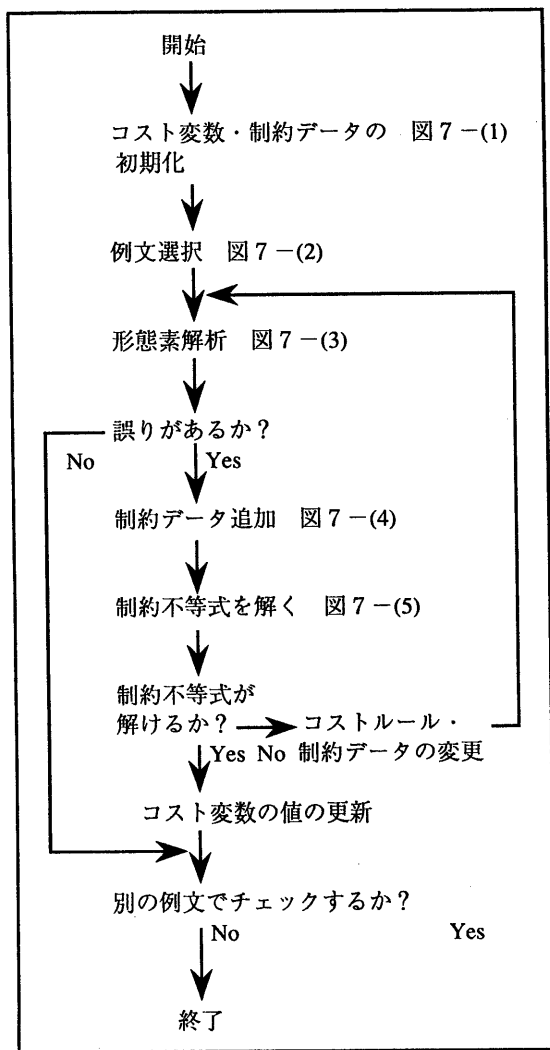 開始
コスト変数・制約データの 図7-(1)
初期化
例文選択 図7-(2)
形態素解析 図7-(3)
誤りがあるか?
No Yes
制約データ追加 図7-(4)
制約不等式を解く 図7-(5)
制約不等式が
解けるか? コストルール・
Yes No 制約データの変更
コスト変数の値の更新
別の例文でチェックするか?
No Yes
終了